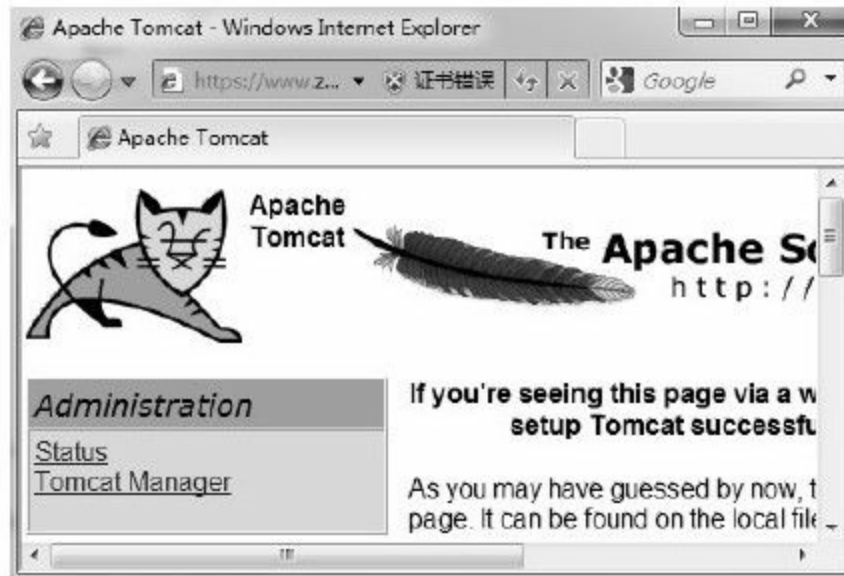 Apache Tomcat - Windows Internet Explorer
https://www.z... 证书错误 Google
Apache Tomcat
Apache
Tomcat
The Apache So
http://
Administration
Status
Tomcat Manager
If you're seeing this page via a w
setup Tomcat successfu
As you may have guessed by now, t
page. It can be found on the local file